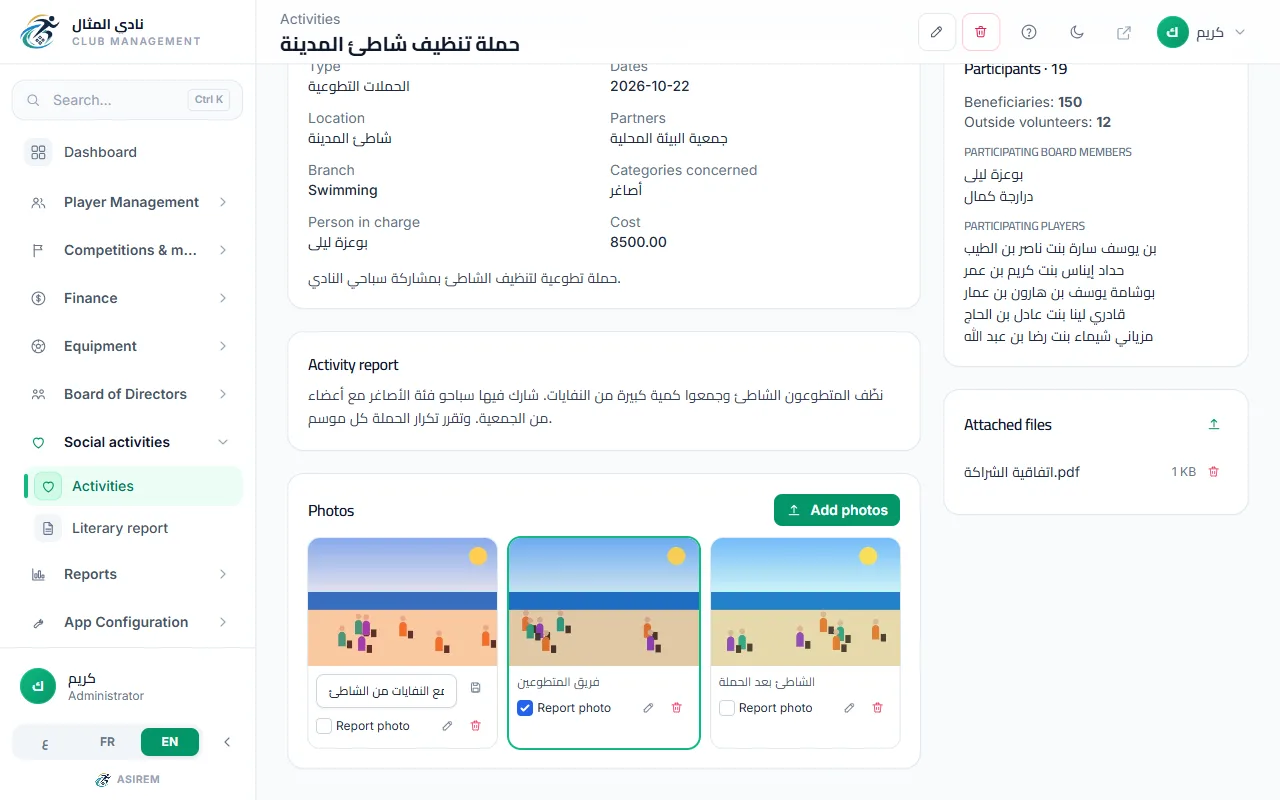 نادي المثال
CLUB MANAGEMENT
Search...
Ctrl K
Dashboard
Player Management
Competitions & m...
Finance
Equipment
Board of Directors
Social activities
Activities
Literary report
Reports
App Configuration
كريم
Administrator
ع
FR
EN
ASIREM
Activities
حملة تنظيف شاطئ المدينة
كريم
Type
الحملات التطوعية
Dates
2026-10-22
Location
شاطئ المدينة
Partners
جمعية البيئة المحلية
Branch
Swimming
Categories concerned
أصاغر
Person in charge
بوعزة ليلى
Cost
8500.00
حملة تطوعية لتنظيف الشاطئ بمشاركة سباحي النادي.
Activity report
نظّف المتطوعون الشاطئ وجمعوا كمية كبيرة من النفايات. شارك فيها سباحو فئة الأصاغر مع أعضاء
من الجمعية. وتقرر تكرار الحملة كل موسم.
Photos
Add photos
مع النفايات من الشاطئ
Report photo
فريق المتطوعين
Report photo
الشاطئ بعد الحملة
Report photo
Participants · 19
Beneficiaries: 150
Outside volunteers: 12
PARTICIPATING BOARD MEMBERS
بوعزة ليلى
درارجة كمال
PARTICIPATING PLAYERS
بن يوسف سارة بنت ناصر بن الطيب
حداد إيناس بنت كريم بن عمر
بوشامة يوسف بن هارون بن عمار
قادري لينا بنت عادل بن الحاج
مزياني شيماء بنت رضا بن عبد الله
Attached files
اتفاقية الشراكة.pdf
1 KB